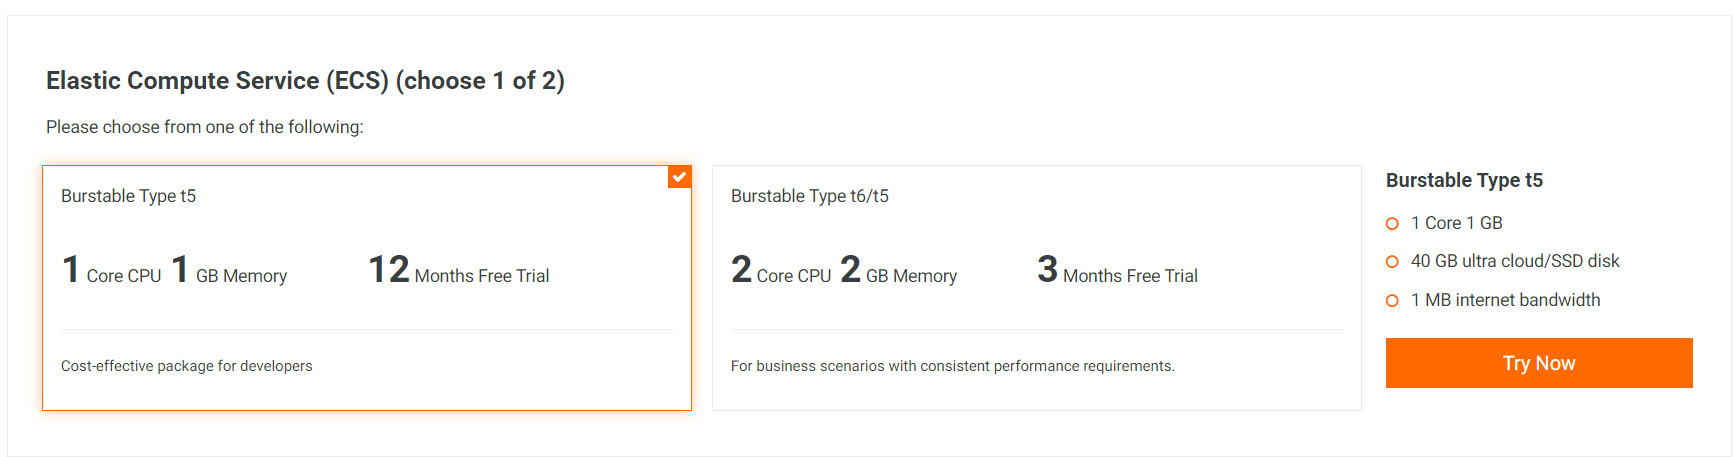 Elastic Compute Service (ECS) (choose 1 of 2)
Please choose from one of the following:
Burstable Type t5
1 Core CPU 1 GB Memory 12 Months Free Trial
Cost-effective package for developers
Burstable Type t6/t5
2 Core CPU 2 GB Memory 3 Months Free Trial
For business scenarios with consistent performance requirements.
Burstable Type t5
1 Core 1 GB
40 GB ultra cloud/SSD disk
1 MB internet bandwidth
Try Now